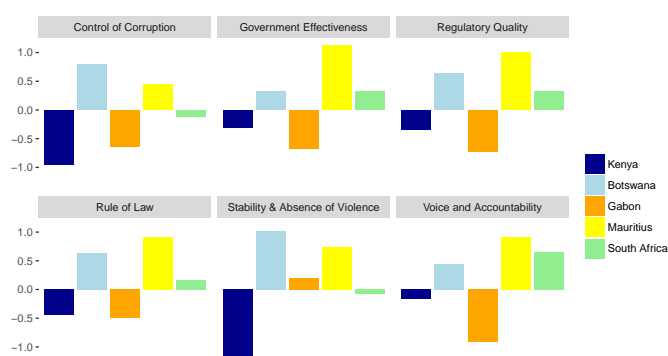 Control of Corruption
Government Effectiveness
Regulatory Quality
1.0
0.5
0.0
−0.5
−1.0
Kenya
Botswana
Gabon
Mauritius
South Africa
Rule of Law
Stability & Absence of Violence
Voice and Accountability
1.0
0.5
0.0
−0.5
−1.0